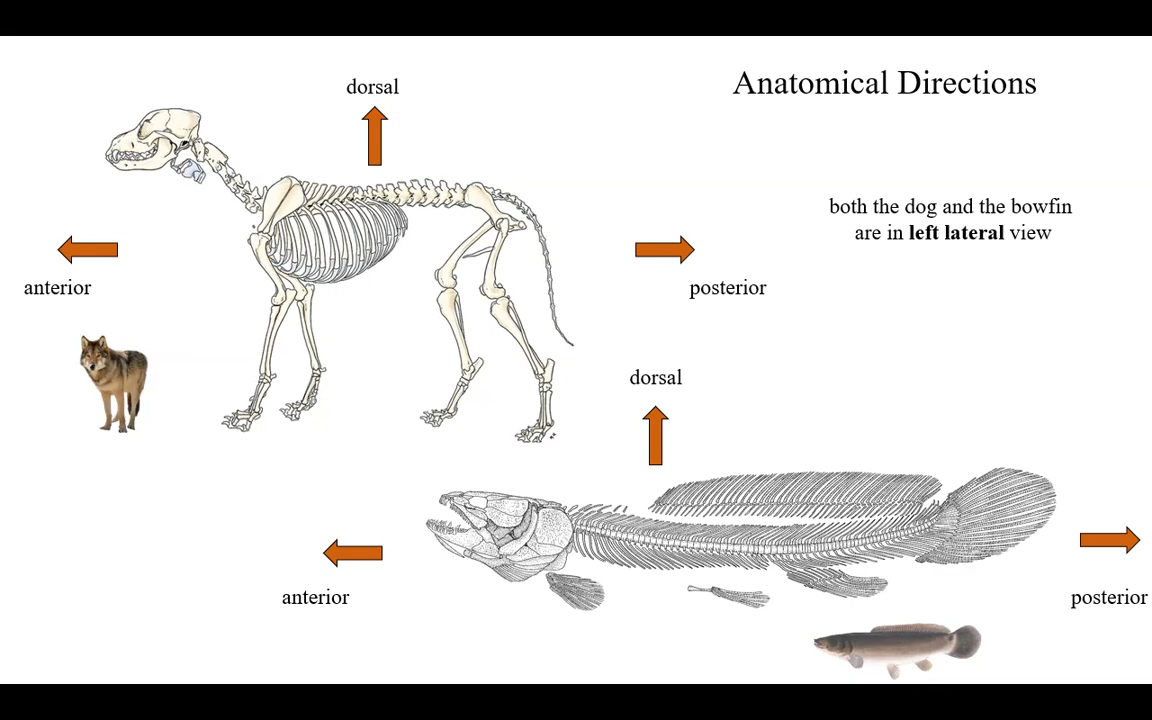 Anatomical Directions
dorsal
both the dog and the bowfin
are in left lateral view
anterior
posterior
dorsal
anterior
posterior